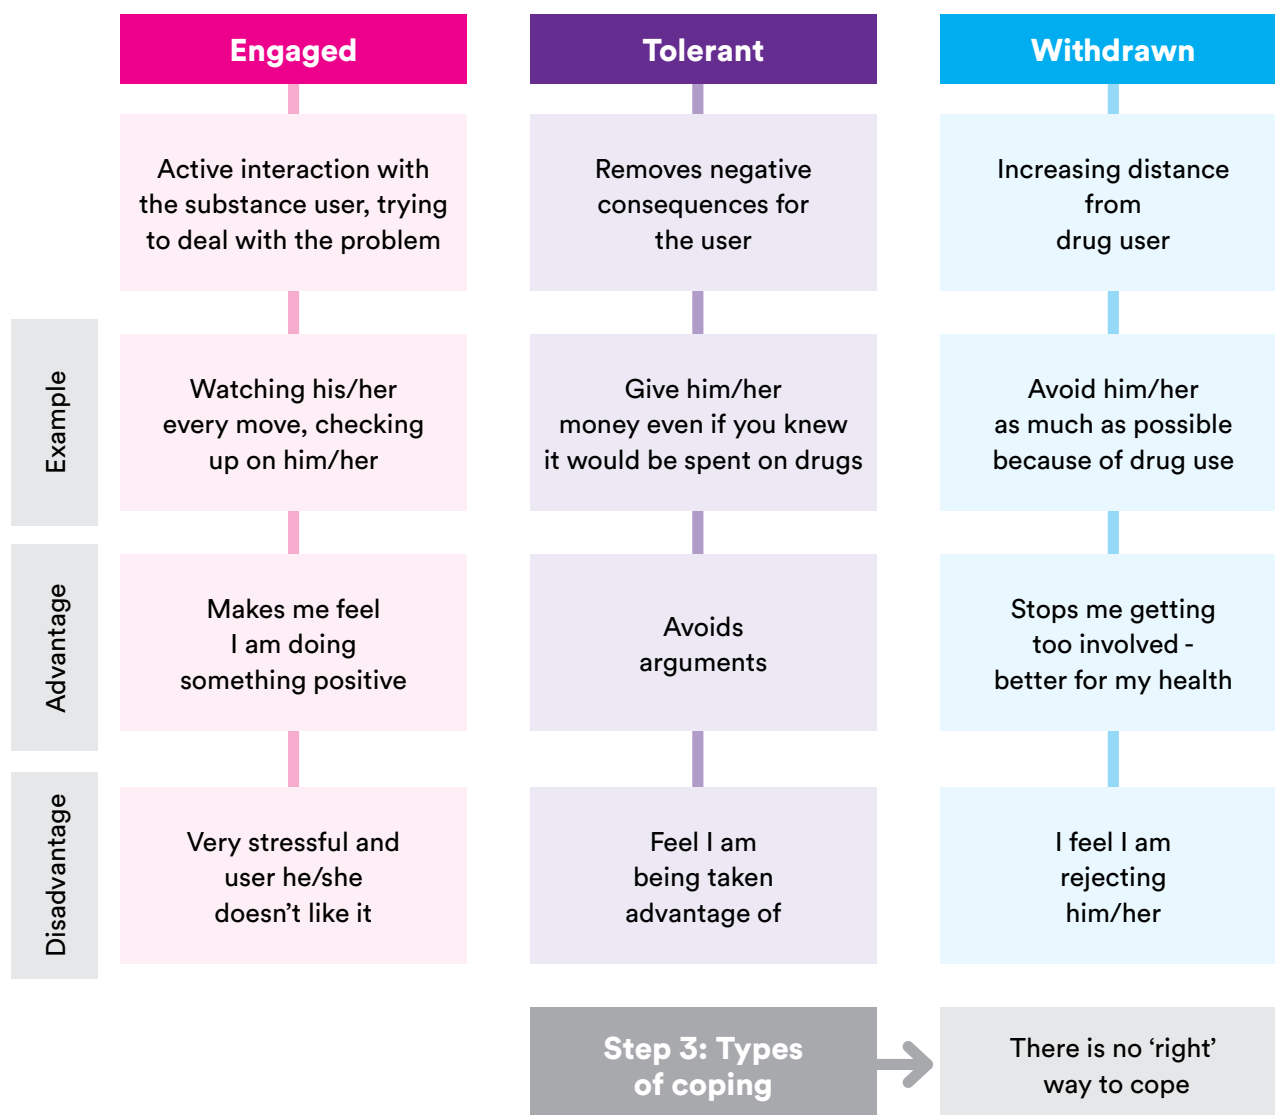 Engaged
Tolerant
Withdrawn
Active interaction with
the substance user, trying
to deal with the problem
Removes negative
consequences for
the user
Increasing distance
from
drug user
Example
Watching his/her
every move, checking
up on him/her
Give him/her
money even if you knew
it would be spent on drugs
Avoid him/her
as much as possible
because of drug use
Advantage
Makes me feel
I am doing
something positive
Avoids
arguments
Stops me getting
too involved -
better for my health
Disadvantage
Very stressful and
user he/she
doesn’t like it
Feel I am
being taken
advantage of
I feel I am
rejecting
him/her
Step 3: Types
of coping
There is no ‘right’
way to cope